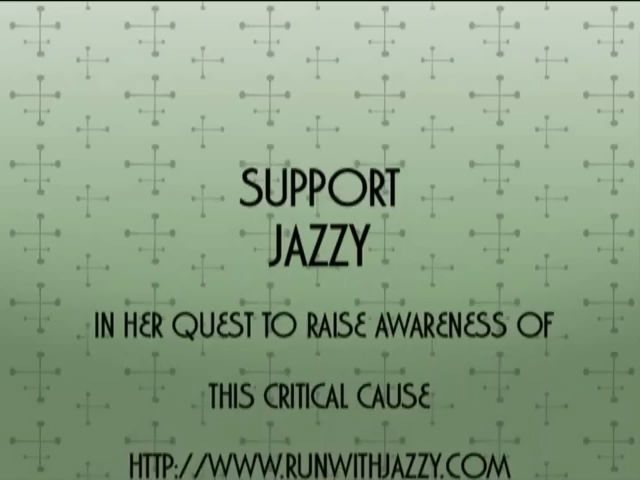 SUPPORT
JAZZY
IN HER QUEST TO RAISE AWARENESS OF
THIS CRITICAL CAUSE
HTTP://WWW.RUNWITHJAZZY.COM